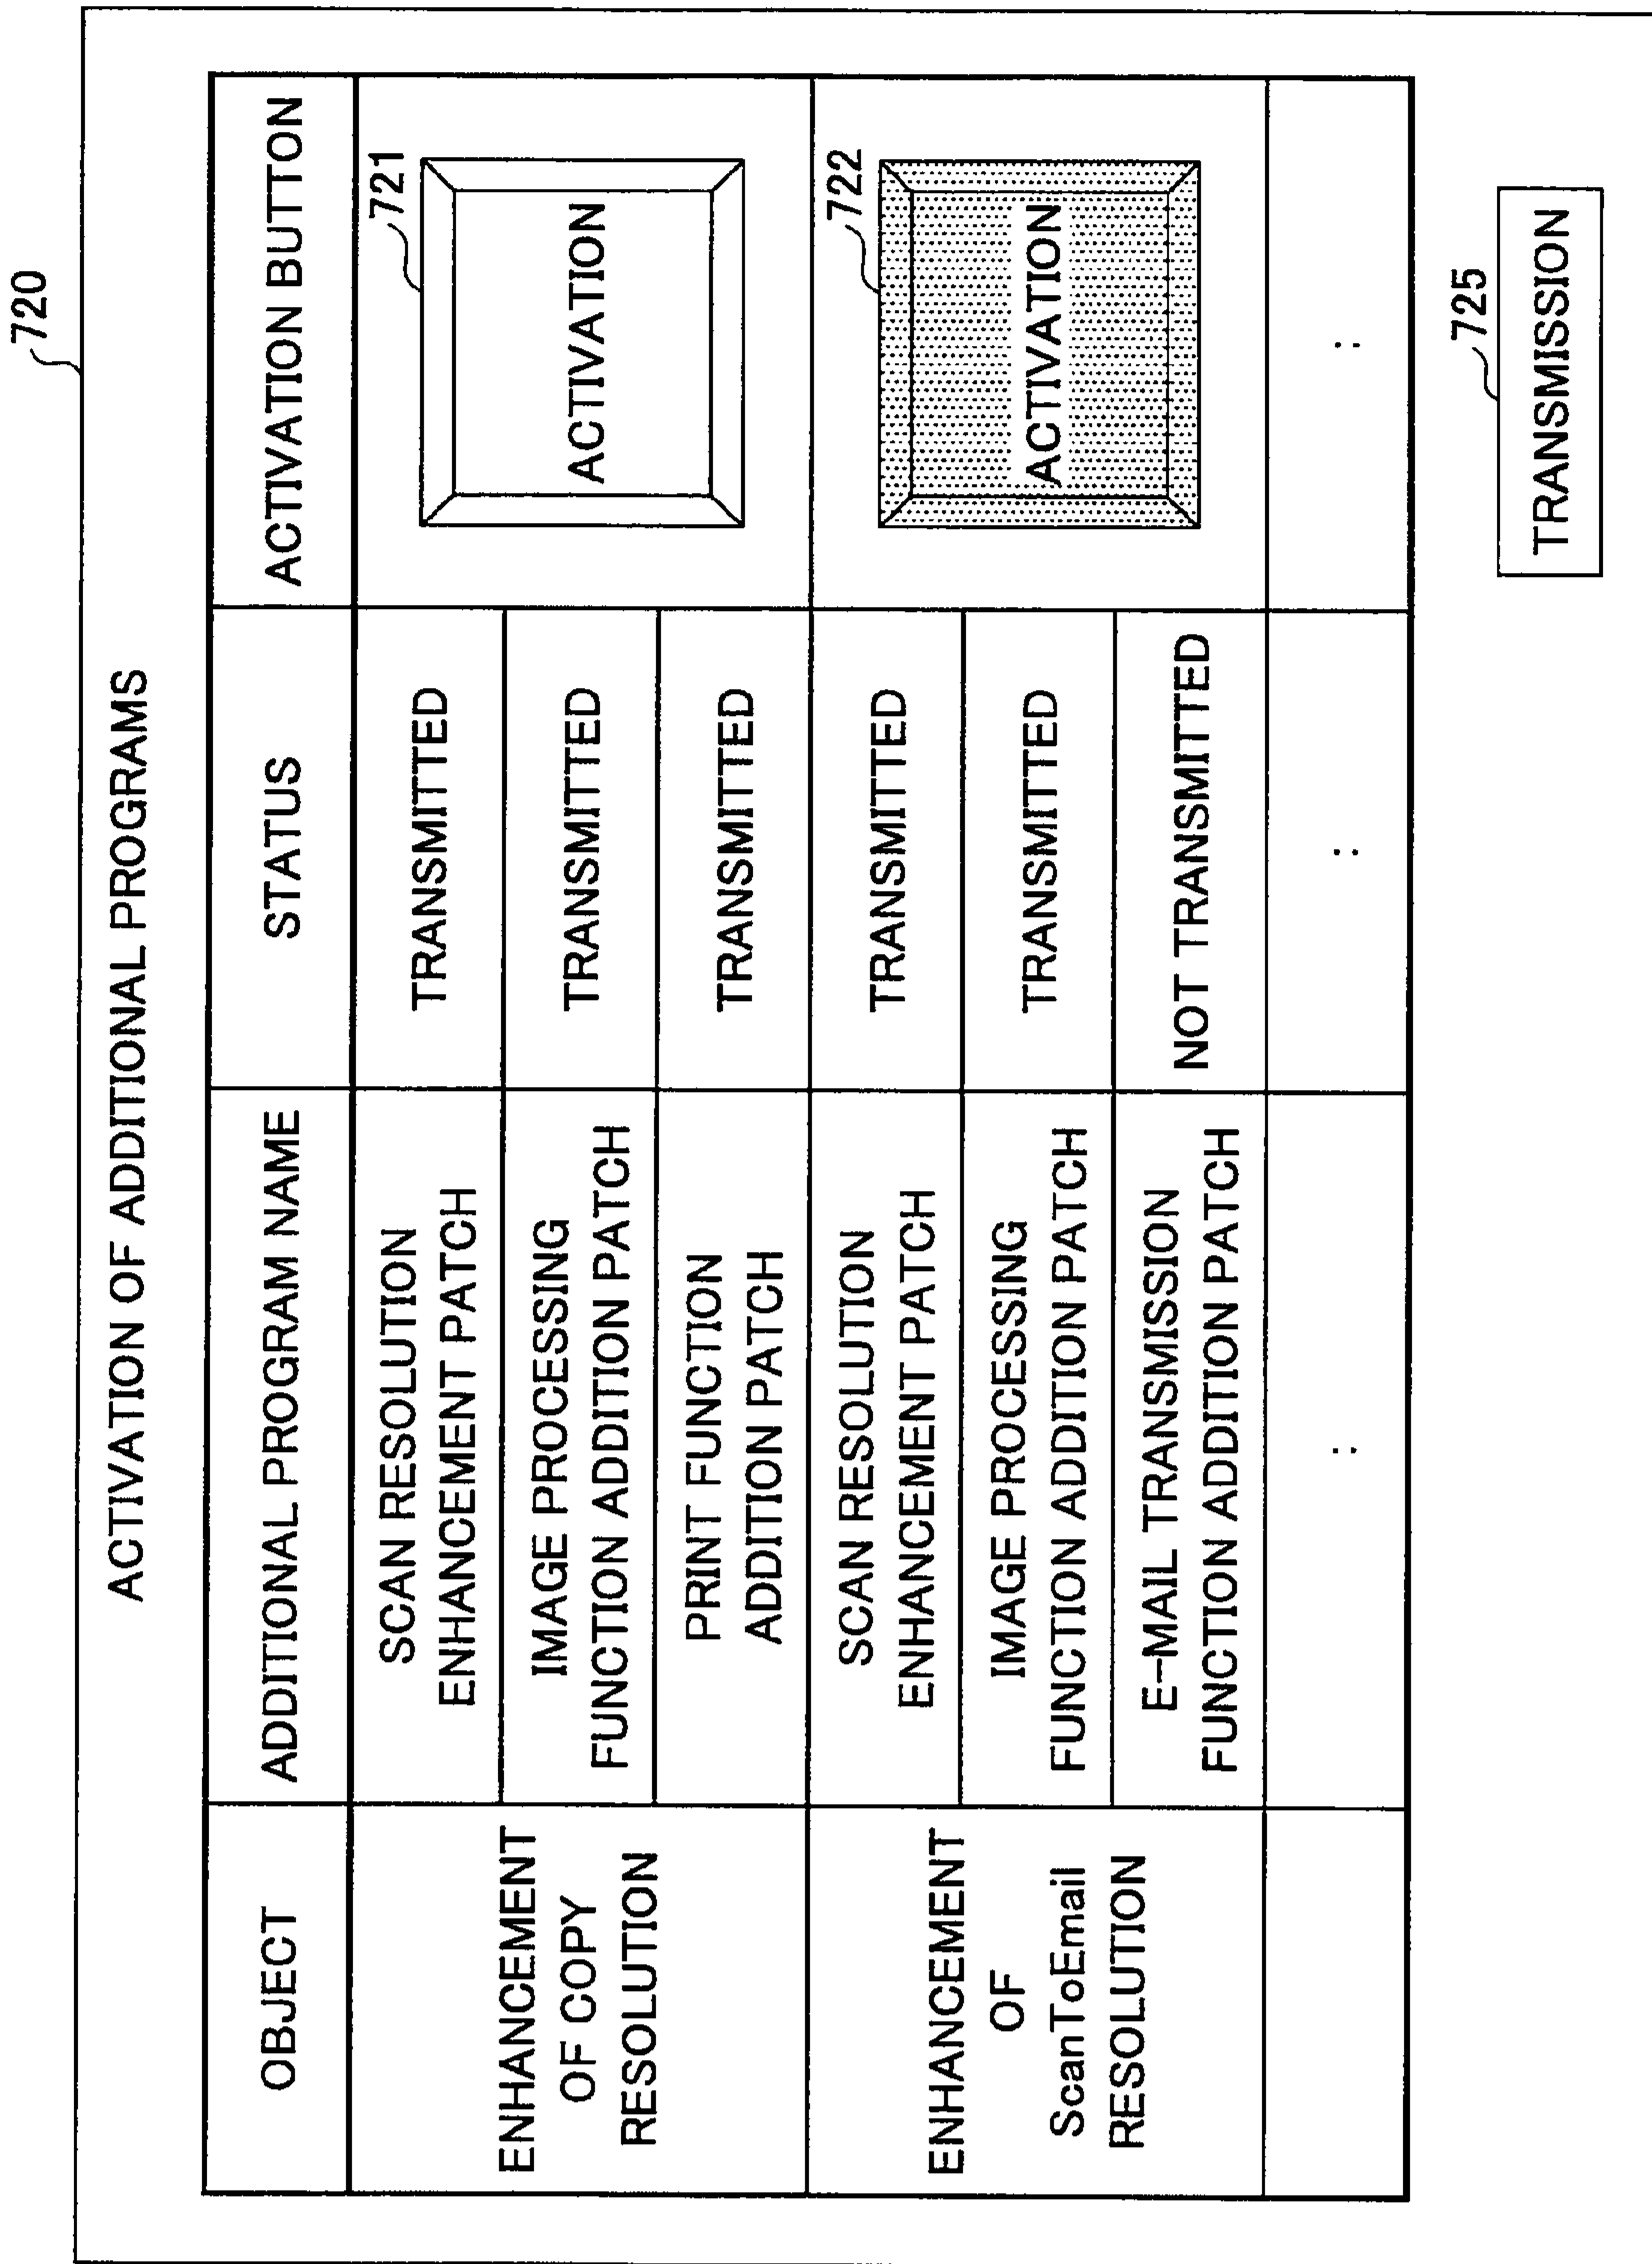 720
ACTIVATION OF ADDITIONAL PROGRAMS
OBJECT
ADDITIONAL PROGRAM NAME
STATUS
ACTIVATION BUTTON
ENHANCEMENT
OF COPY
RESOLUTION
SCAN RESOLUTION
ENHANCEMENT PATCH
TRANSMITTED
721
ACTIVATION
IMAGE PROCESSING
FUNCTION ADDITION PATCH
TRANSMITTED
PRINT FUNCTION
ADDITION PATCH
TRANSMITTED
ENHANCEMENT
OF
ScanToEmail
RESOLUTION
SCAN RESOLUTION
ENHANCEMENT PATCH
TRANSMITTED
722
ACTIVATION
IMAGE PROCESSING
FUNCTION ADDITION PATCH
TRANSMITTED
E-MAIL TRANSMISSION
FUNCTION ADDITION PATCH
NOT TRANSMITTED
:
:
:
725
TRANSMISSION